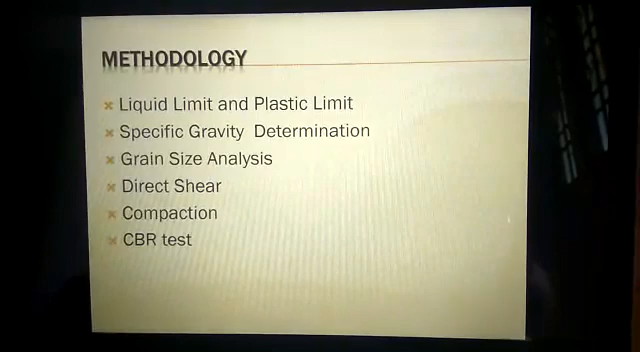 METHODOLOGY
Liquid Limit and Plastic Limit
Specific Gravity Determination
Grain Size Analysis
Direct Shear
Compaction
CBR test